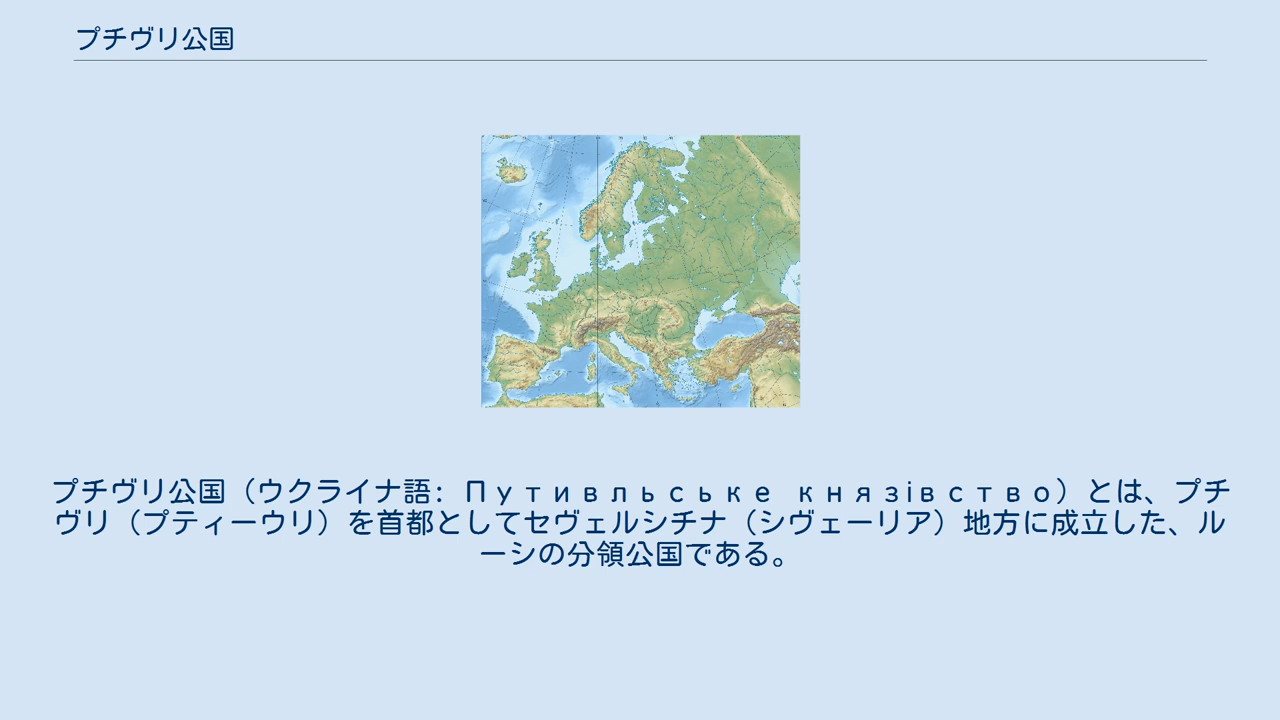 プチヴリ公国
プチヴリ公国（ウクライナ語: Путивльське князівство）とは、プチ
ヴリ（プティーウリ）を首都としてセヴェルシチナ（シヴェーリア）地方に成立した、ル
ーシの分領公国である。